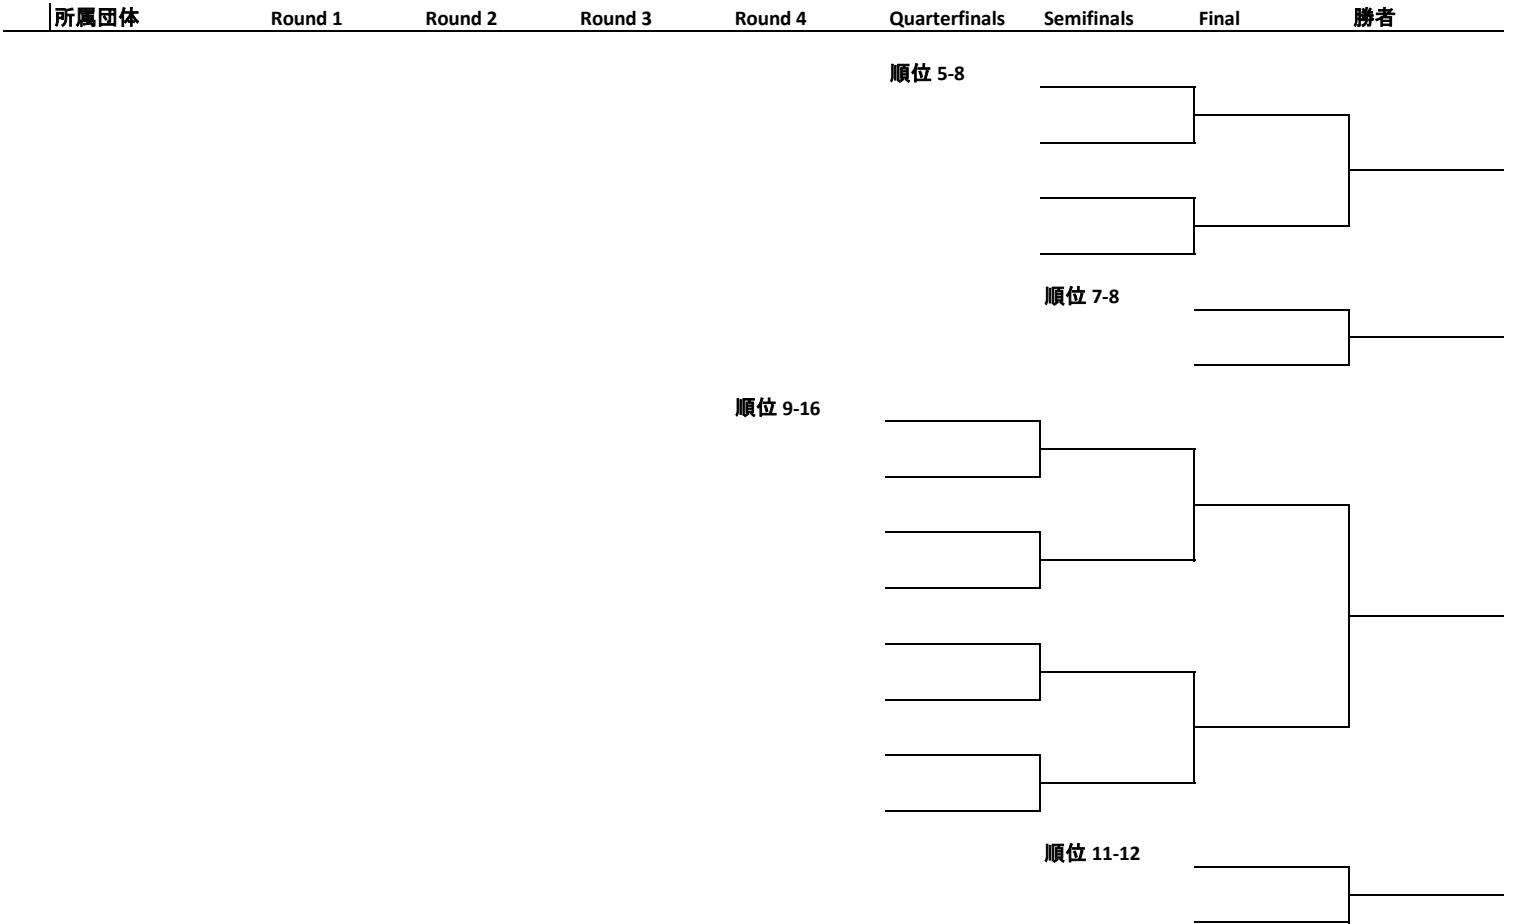 所属団体 Round 1 Round 2 Round 3 Round 4 Quarterfinals Semifinals Final 勝者
順位 5-8
順位 7-8
順位 9-16
順位 11-12